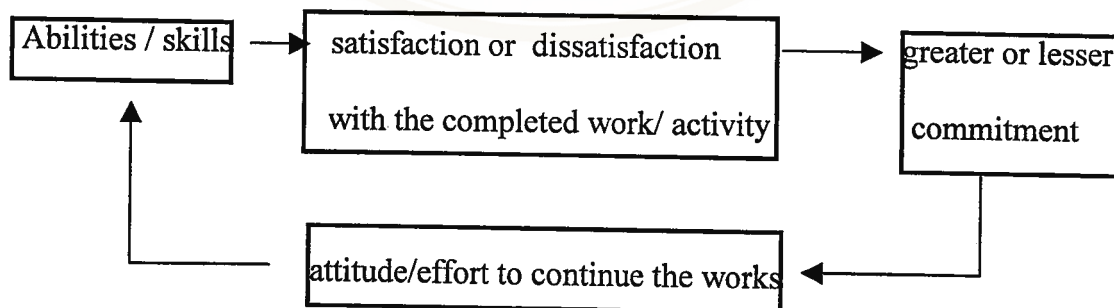 Abilities / skills
satisfaction or dissatisfaction
with the completed work/ activity
greater or lesser
commitment
attitude/effort to continue the works